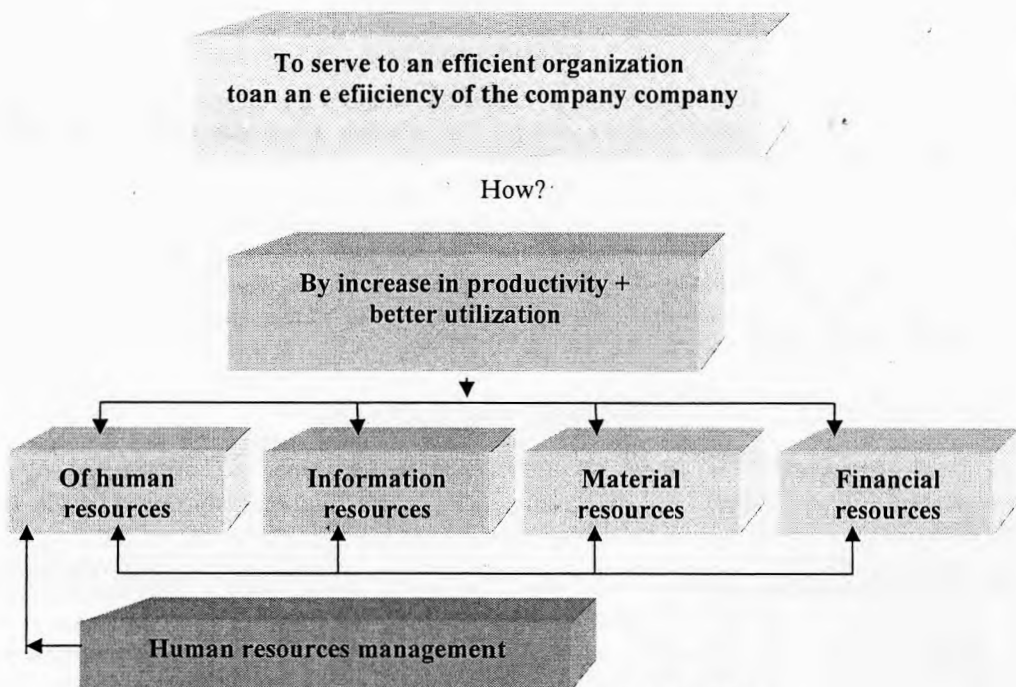 To serve to an efficient organization
toan an e efiiciency of the company company
How?
By increase in productivity +
better utilization
Of human
resources
Information
resources
Material
resources
Financial
resources
Human resources management